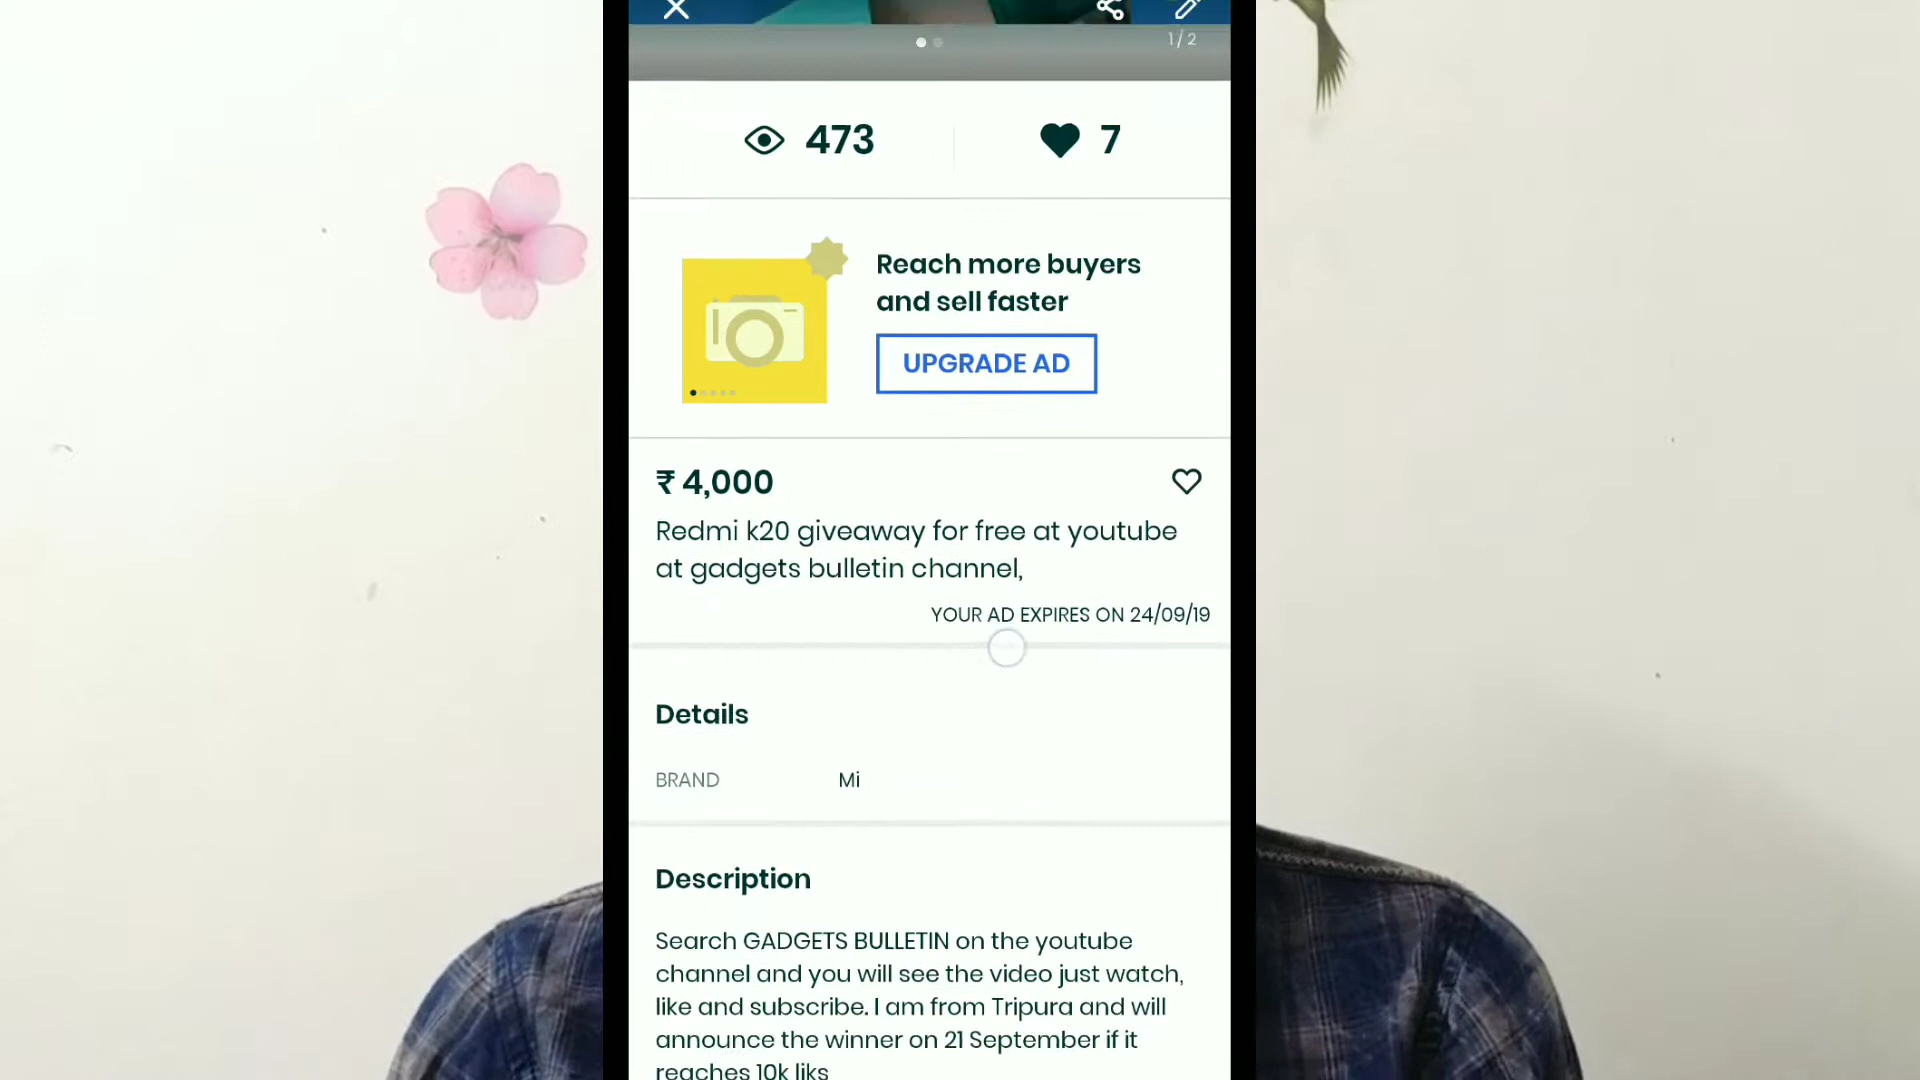 1/2
473
7
Reach more buyers
and sell faster
UPGRADE AD
₹ 4,000
Redmi k20 giveaway for free at youtube
at gadgets bulletin channel,
YOUR AD EXPIRES ON 24/09/19
Details
BRAND Mi
Description
Search GADGETS BULLETIN on the youtube
channel and you will see the video just watch,
like and subscribe. I am from Tripura and will
announce the winner on 21 September if it
reaches 10k liks